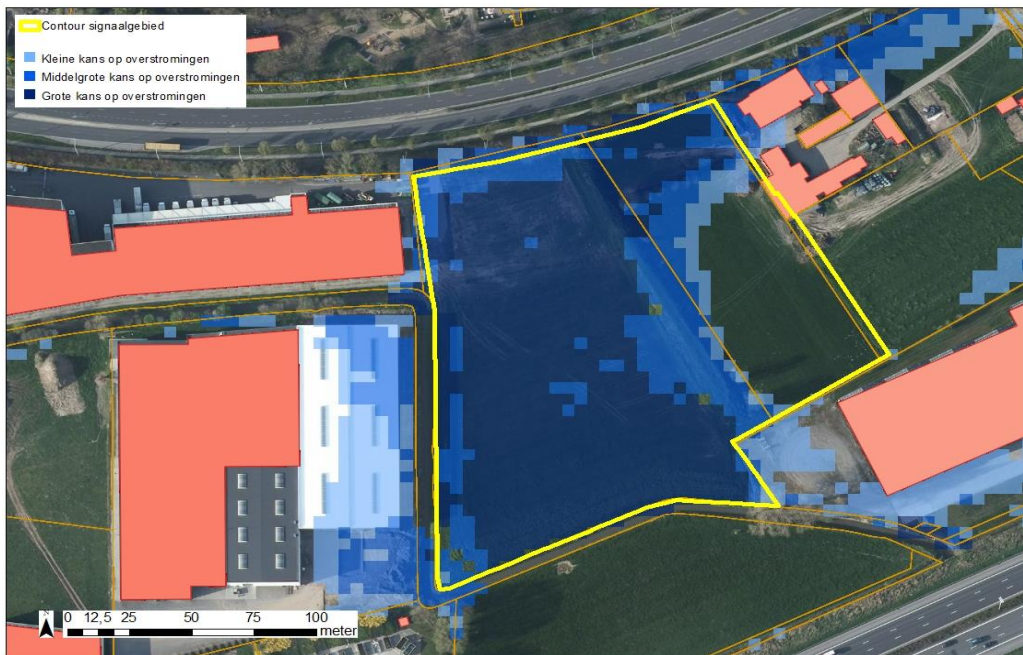 Contour signaalgebied
Kleine kans op overstromingen
Middelgrote kans op overstromingen
Grote kans op overstromingen
0 12,5 25 50 75 100
meter